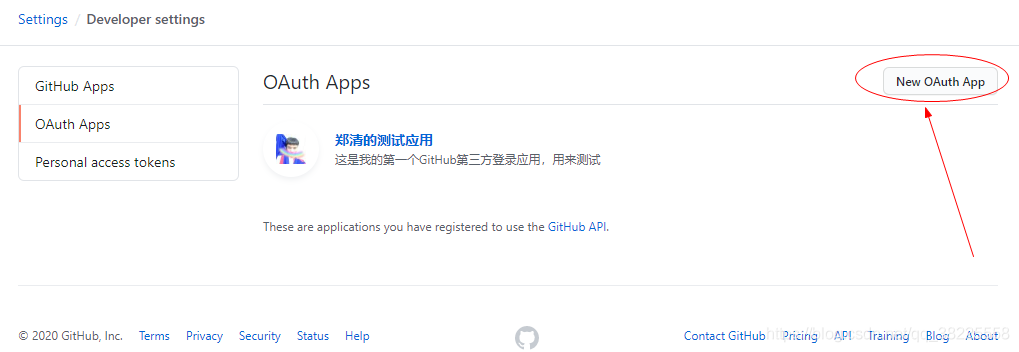 Settings / Developer settings
GitHub Apps
OAuth Apps
Personal access tokens
OAuth Apps
New OAuth App
郑清的测试应用
这是我的第一个GitHub第三方登录应用，用来测试
These are applications you have registered to use the GitHub API.
© 2020 GitHub, Inc. Terms Privacy Security Status Help
Contact GitHub Pricing API Training Blog About